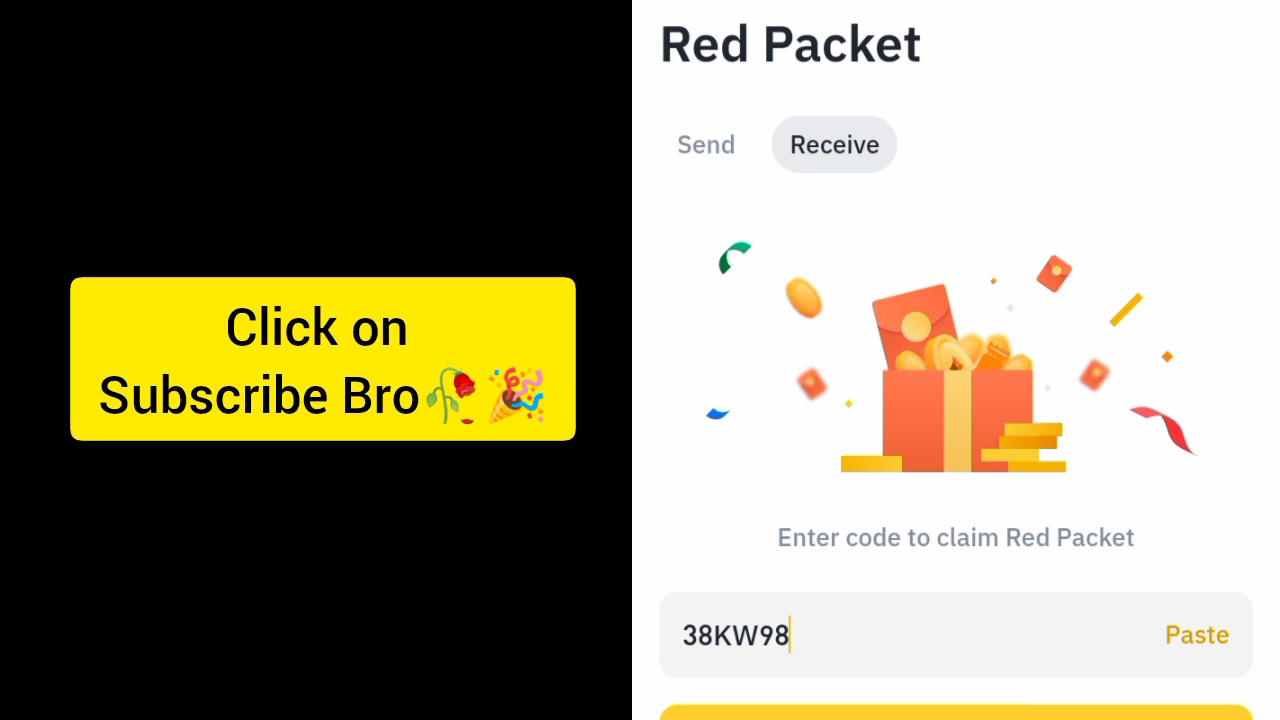 Click on
Subscribe Bro🥀🎉
Red Packet
Send
Receive
Enter code to claim Red Packet
38KW98
Paste